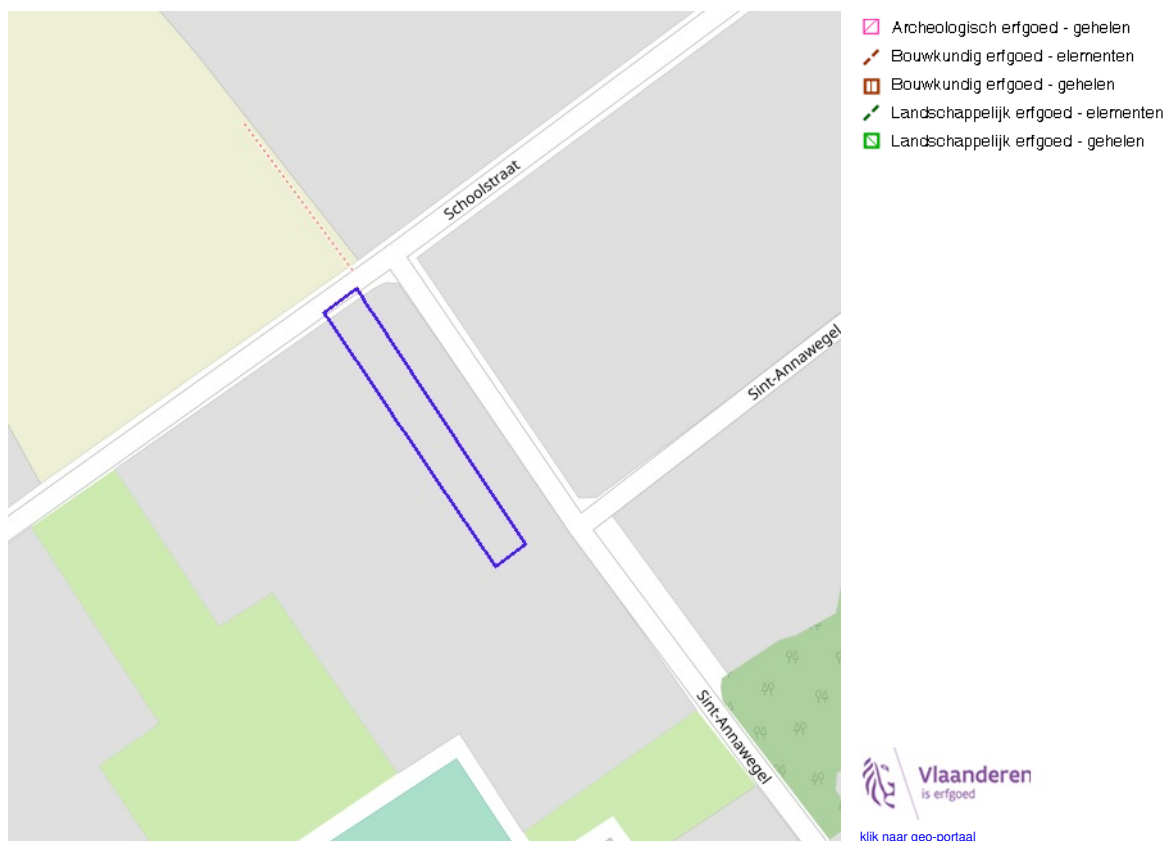 Archeologisch erfgoed - gehelen
Bouwkundig erfgoed - elementen
Bouwkundig erfgoed - gehelen
Landschappelijk erfgoed - elementen
Landschappelijk erfgoed - gehelen
Schoolstraat
Sint-Annawegel
Sint-Annawegel
Vlaanderen
is erfgoed
klik naar geo-portaal